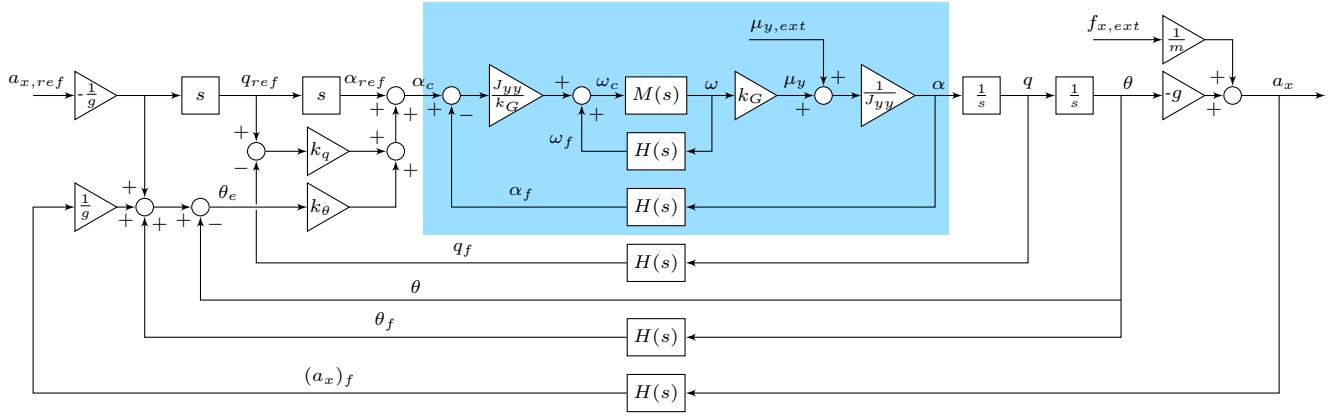 μ_{y,ext} f_{x,ext} 1/m
a_{x,ref} -1/g s q_{ref} s α_{ref} + + α_c + − J_{yy}/k_G + + ω_c M(s) ω k_G μ_y + + 1/J_{yy} α 1/s q 1/s θ -g + + a_x
+ − k_q + + ω_f H(s)
1/g + + + + − θ_e k_θ α_f H(s)
q_f H(s)
θ
θ_f H(s)
(a_x)_f H(s)